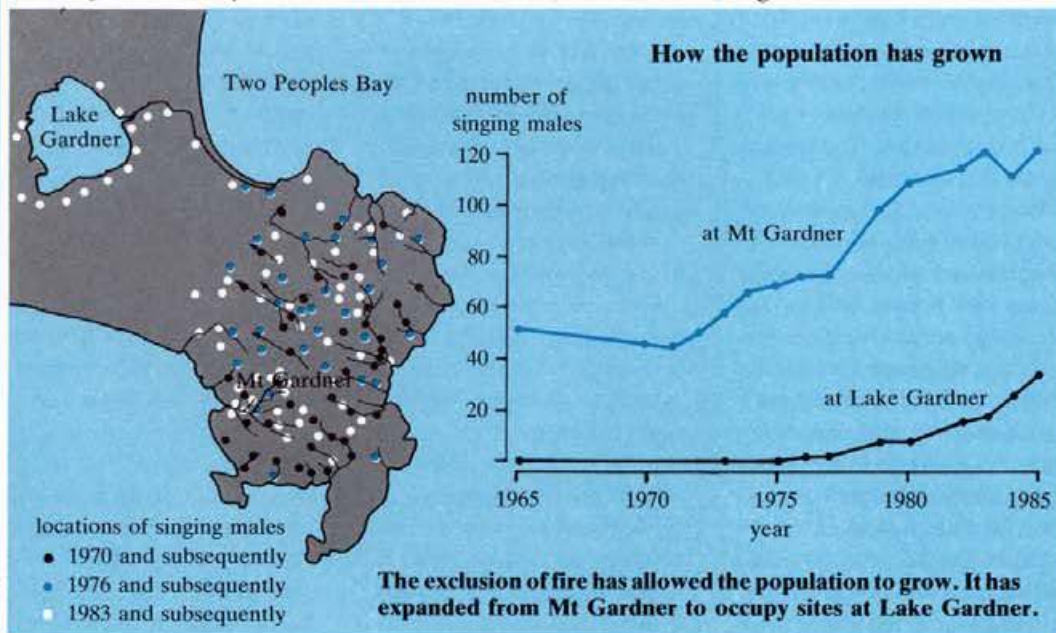 Two Peoples Bay
Lake
Gardner
Mt Gardner
locations of singing males
1970 and subsequently
1976 and subsequently
1983 and subsequently
How the population has grown
number of
singing males
120
100
80
60
40
20
at Mt Gardner
at Lake Gardner
1965 1970 1975 1980 1985
year
The exclusion of fire has allowed the population to grow. It has
expanded from Mt Gardner to occupy sites at Lake Gardner.